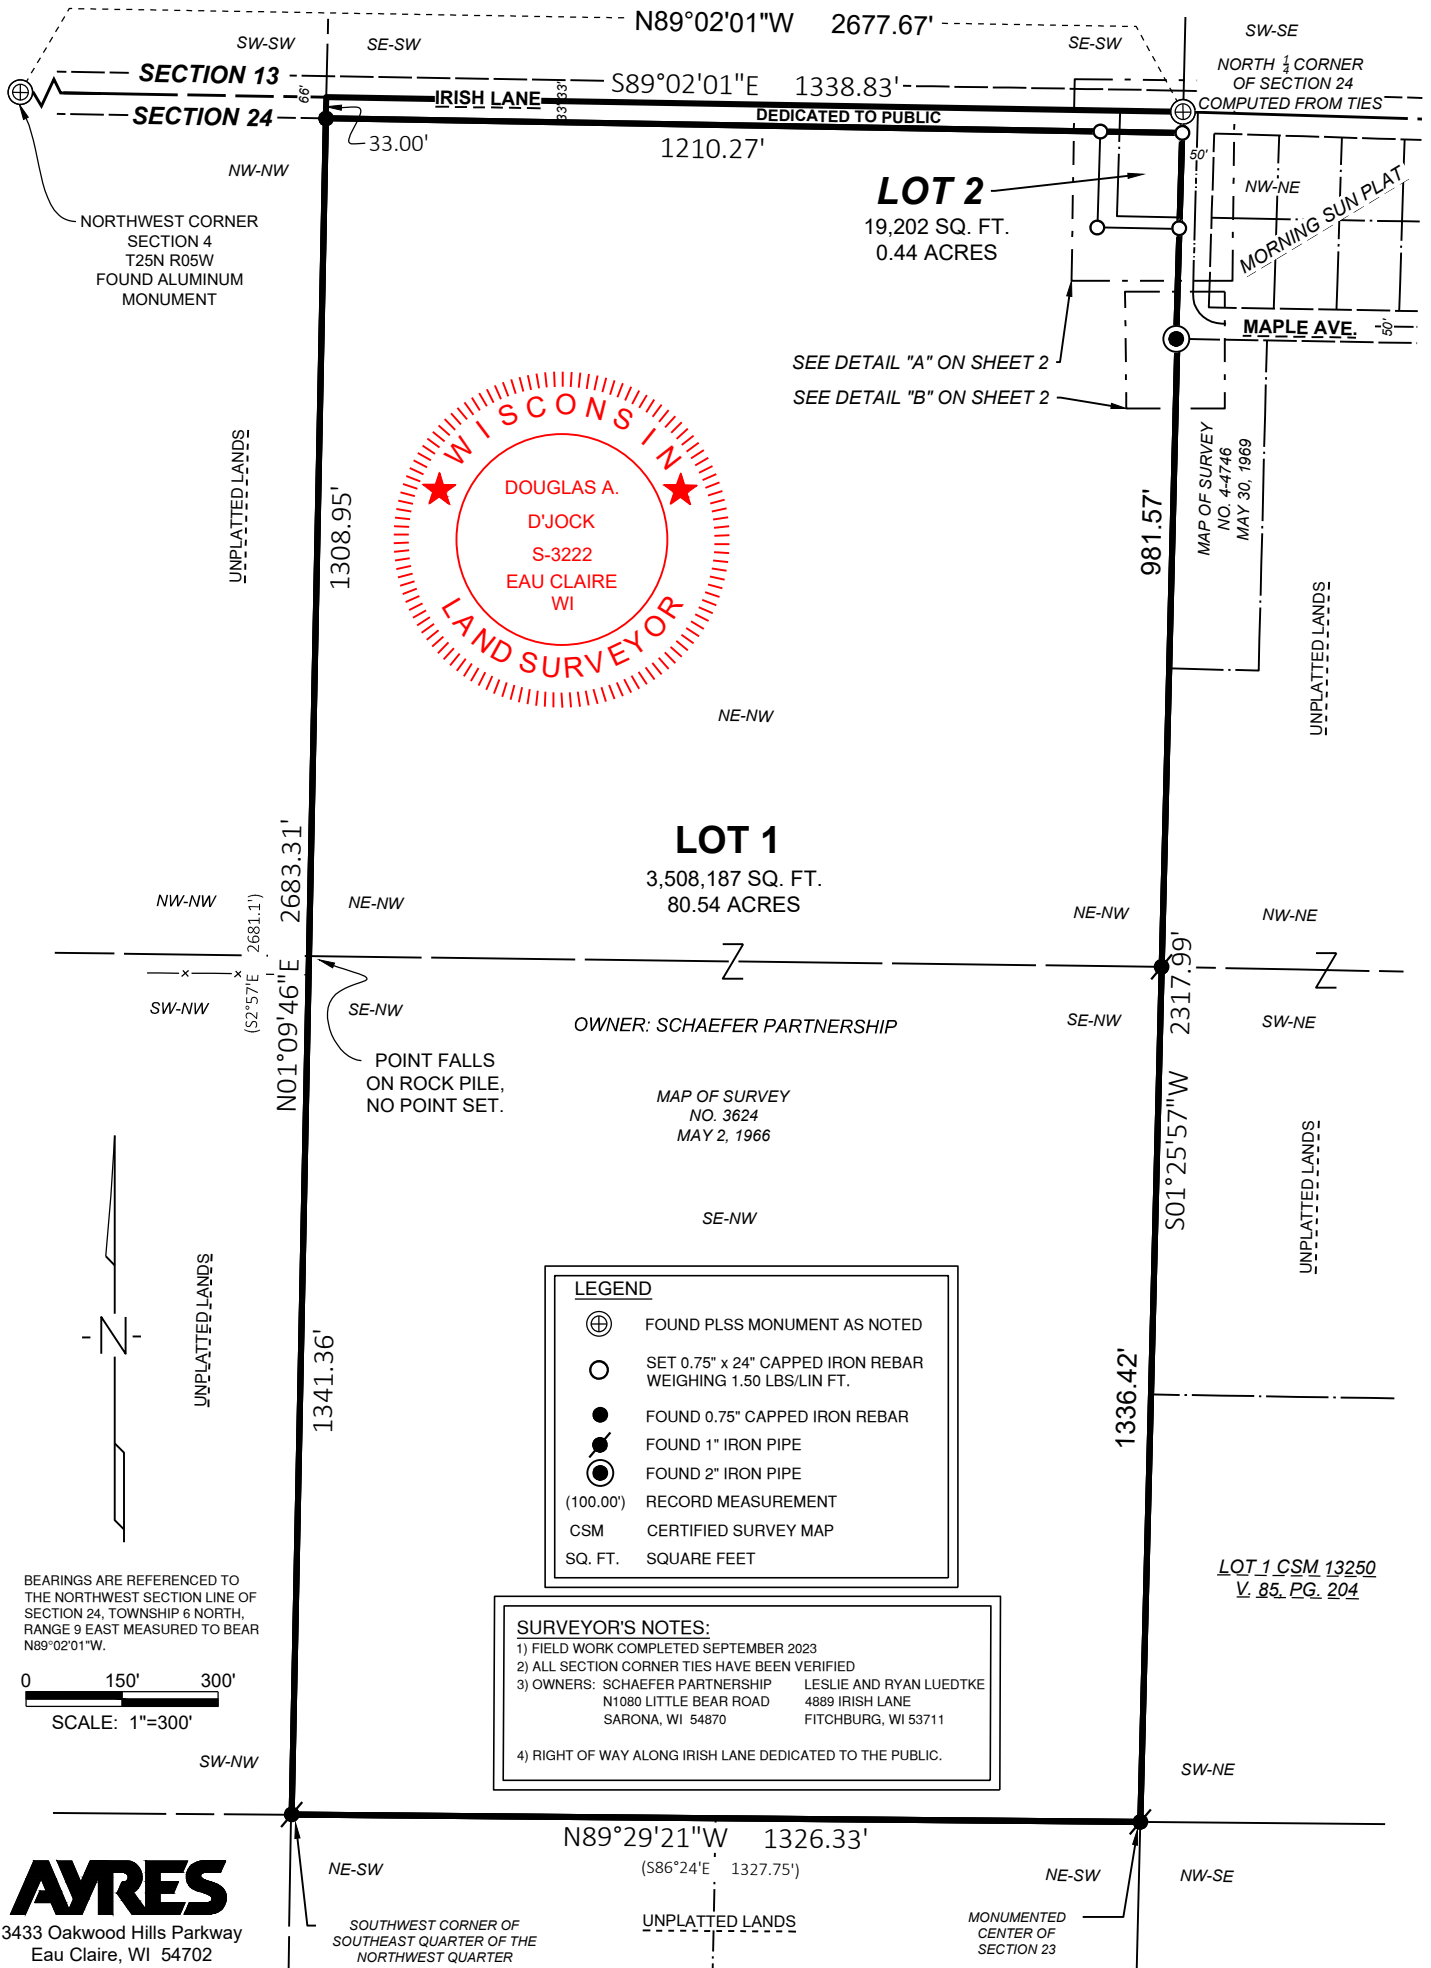 N89°02'01"W 2677.67'
SW-SW
SE-SW
SE-SW
SW-SE
SECTION 13
S89°02'01"E 1338.83'
NORTH 1/4 CORNER
OF SECTION 24
COMPUTED FROM TIES
66'
IRISH LANE
33'
33'
SECTION 24
DEDICATED TO PUBLIC
33.00'
1210.27'
50'
NW-NW
LOT 2
19,202 SQ. FT.
0.44 ACRES
NW-NE
MORNING SUN PLAT
NORTHWEST CORNER
SECTION 4
T25N R05W
FOUND ALUMINUM
MONUMENT
MAPLE AVE.
50'
SEE DETAIL "A" ON SHEET 2
SEE DETAIL "B" ON SHEET 2
WISCONSIN
DOUGLAS A.
D'JOCK
S-3222
EAU CLAIRE
WI
LAND SURVEYOR
UNPLATTED LANDS
1308.95'
981.57'
MAP OF SURVEY
NO. 4-4746
MAY 30, 1969
UNPLATTED LANDS
NE-NW
LOT 1
3,508,187 SQ. FT.
80.54 ACRES
N01°09'46"E 2683.31'
(S2°57'E 2681.1')
NW-NW
NE-NW
NE-NW
NW-NE
SW-NW
SE-NW
SE-NW
SW-NE
S01°25'57"W 2317.99'
OWNER: SCHAEFER PARTNERSHIP
POINT FALLS
ON ROCK PILE,
NO POINT SET.
MAP OF SURVEY
NO. 3624
MAY 2, 1966
UNPLATTED LANDS
SE-NW
N
UNPLATTED LANDS
1341.36'
1336.42'
LEGEND
FOUND PLSS MONUMENT AS NOTED
SET 0.75" x 24" CAPPED IRON REBAR
WEIGHING 1.50 LBS/LIN FT.
FOUND 0.75" CAPPED IRON REBAR
FOUND 1" IRON PIPE
FOUND 2" IRON PIPE
(100.00') RECORD MEASUREMENT
CSM CERTIFIED SURVEY MAP
SQ. FT. SQUARE FEET
LOT 1 CSM 13250
V. 85, PG. 204
BEARINGS ARE REFERENCED TO
THE NORTHWEST SECTION LINE OF
SECTION 24, TOWNSHIP 6 NORTH,
RANGE 9 EAST MEASURED TO BEAR
N89°02'01"W.
0 150' 300'
SCALE: 1"=300'
SURVEYOR'S NOTES:
1) FIELD WORK COMPLETED SEPTEMBER 2023
2) ALL SECTION CORNER TIES HAVE BEEN VERIFIED
3) OWNERS: SCHAEFER PARTNERSHIP LESLIE AND RYAN LUEDTKE
N1080 LITTLE BEAR ROAD 4889 IRISH LANE
SARONA, WI 54870 FITCHBURG, WI 53711
4) RIGHT OF WAY ALONG IRISH LANE DEDICATED TO THE PUBLIC.
SW-NW
SW-NE
N89°29'21"W 1326.33'
(S86°24'E 1327.75')
NE-SW
NE-SW
NW-SE
AYRES
3433 Oakwood Hills Parkway
Eau Claire, WI 54702
SOUTHWEST CORNER OF
SOUTHEAST QUARTER OF THE
NORTHWEST QUARTER
UNPLATTED LANDS
MONUMENTED
CENTER OF
SECTION 23